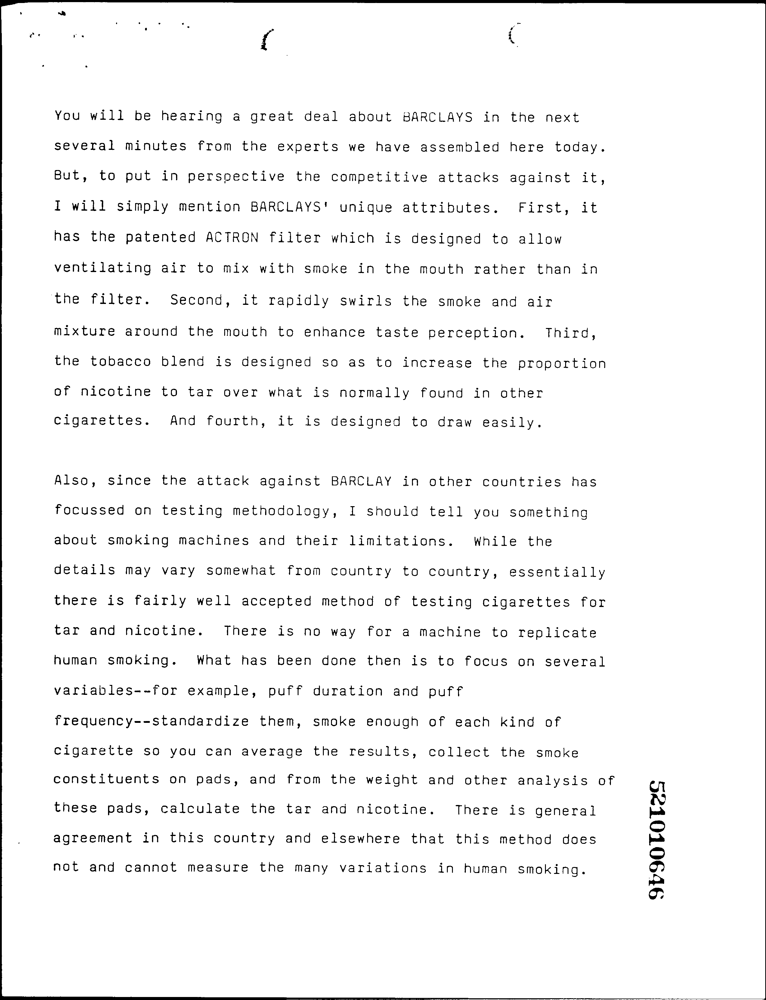 You will be hearing a great deal about BARCLAYS in the next
several minutes from the experts we have assembled here today.
But, to put in perspective the competitive attacks against it,
I will simply mention BARCLAYS' unique attributes.  First, it
has the patented ACTRON filter which is designed to allow
ventilating air to mix with smoke in the mouth rather than in
the filter.  Second, it rapidly swirls the smoke and air
mixture around the mouth to enhance taste perception.  Third,
the tobacco blend is designed so as to increase the proportion
of nicotine to tar over what is normally found in other
cigarettes.  And fourth, it is designed to draw easily.

Also, since the attack against BARCLAY in other countries has
focussed on testing methodology, I should tell you something
about smoking machines and their limitations.  While the
details may vary somewhat from country to country, essentially
there is fairly well accepted method of testing cigarettes for
tar and nicotine.  There is no way for a machine to replicate
human smoking.  What has been done then is to focus on several
variables--for example, puff duration and puff
frequency--standardize them, smoke enough of each kind of
cigarette so you can average the results, collect the smoke
constituents on pads, and from the weight and other analysis of
these pads, calculate the tar and nicotine.  There is general
agreement in this country and elsewhere that this method does
not and cannot measure the many variations in human smoking.
521010646